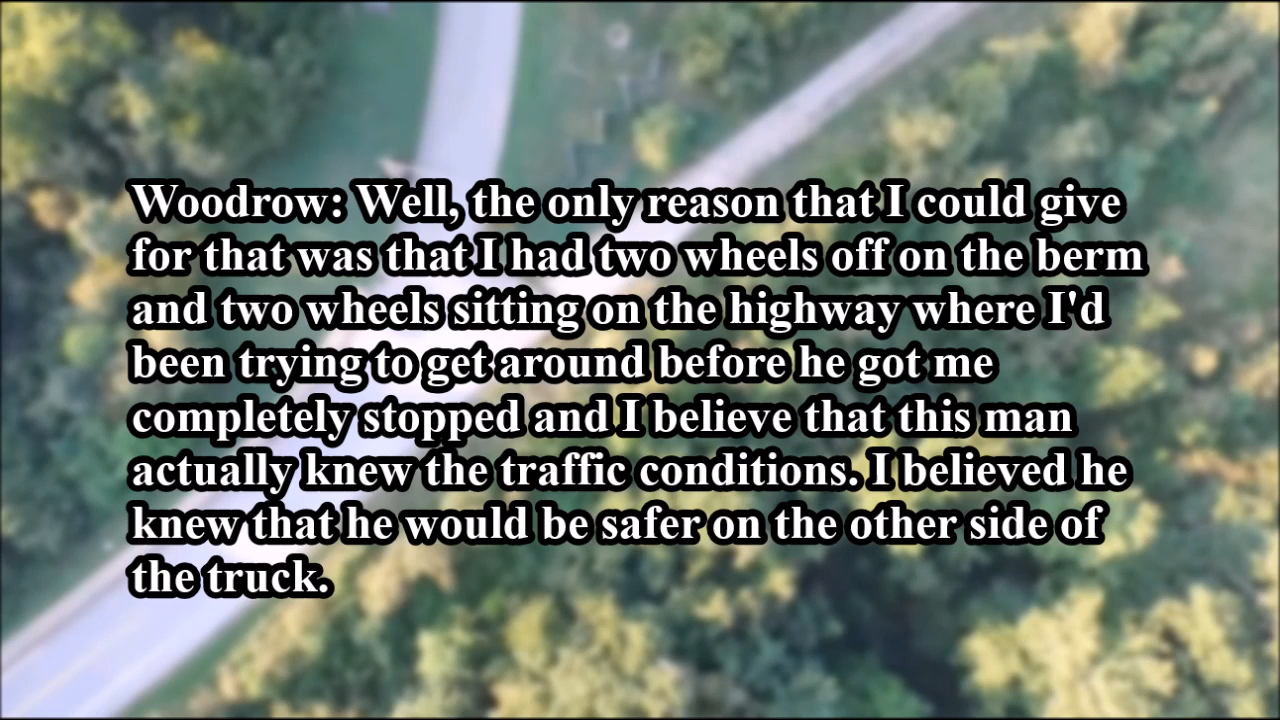 Woodrow: Well, the only reason that I could give
for that was that I had two wheels off on the berm
and two wheels sitting on the highway where I'd
been trying to get around before he got me
completely stopped and I believe that this man
actually knew the traffic conditions. I believed he
knew that he would be safer on the other side of
the truck.